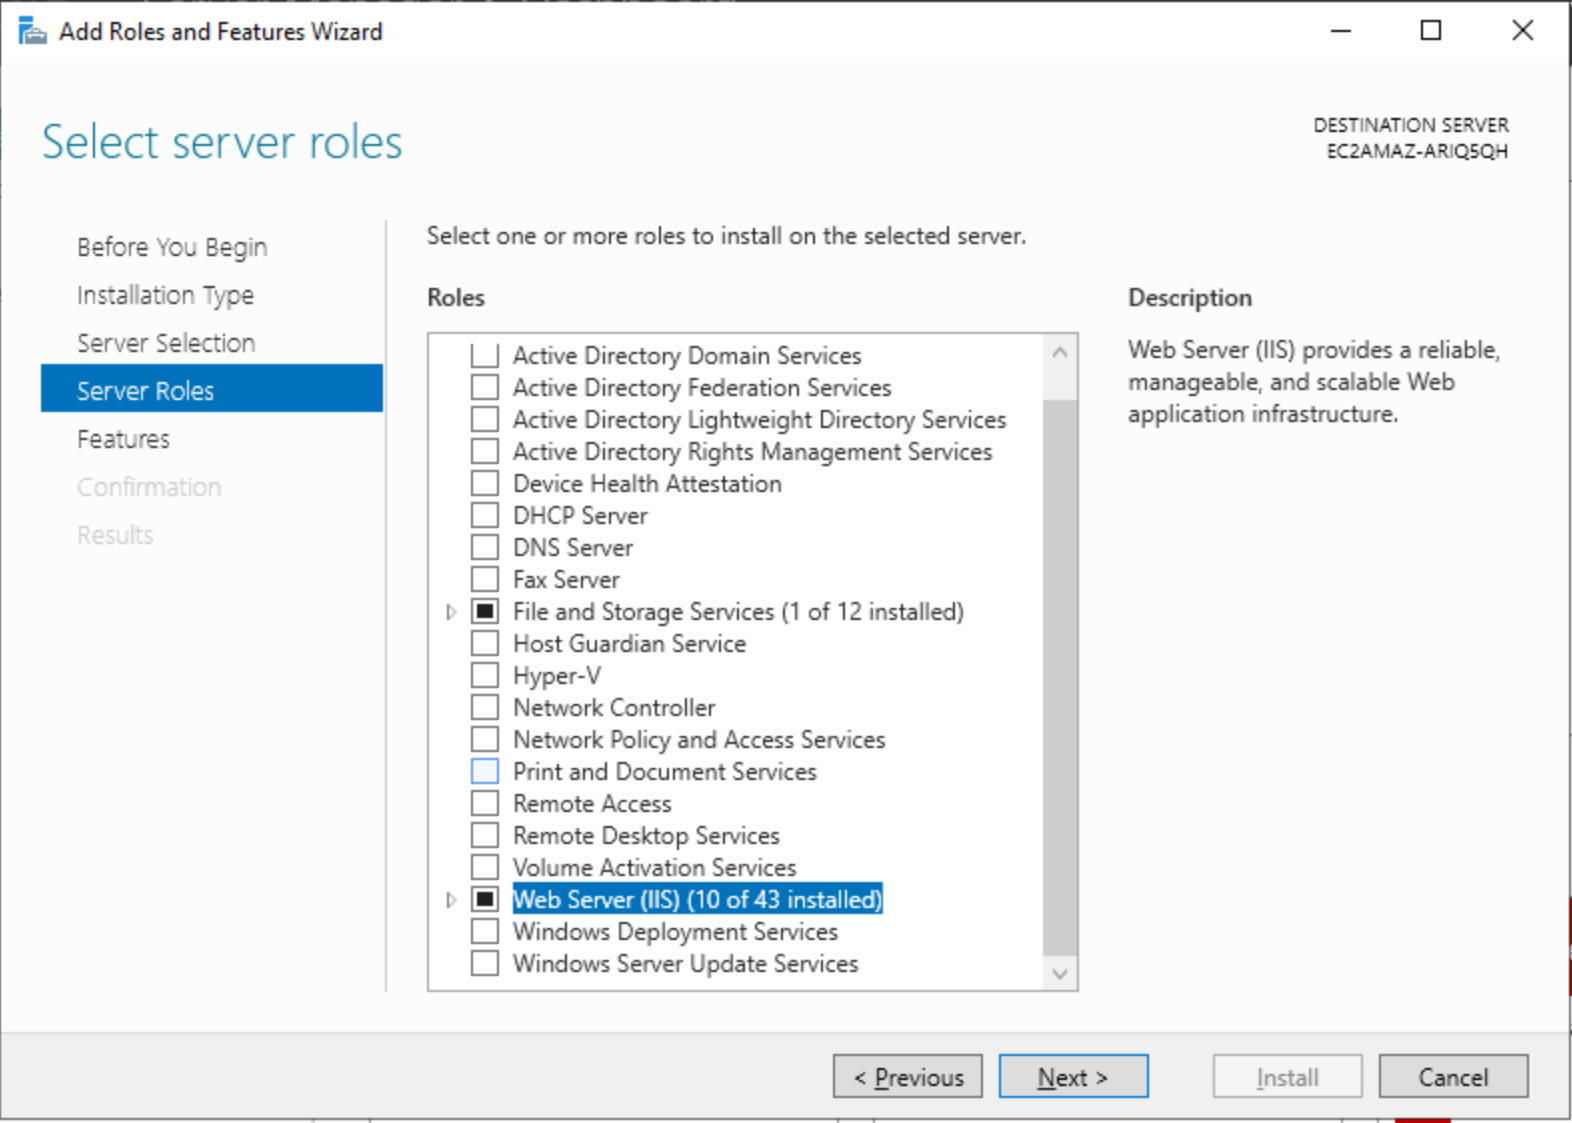 Add Roles and Features Wizard
Select server roles
DESTINATION SERVER
EC2AMAZ-ARIQ5QH
Before You Begin
Installation Type
Server Selection
Server Roles
Features
Confirmation
Results
Select one or more roles to install on the selected server.
Roles
Active Directory Domain Services
Active Directory Federation Services
Active Directory Lightweight Directory Services
Active Directory Rights Management Services
Device Health Attestation
DHCP Server
DNS Server
Fax Server
File and Storage Services (1 of 12 installed)
Host Guardian Service
Hyper-V
Network Controller
Network Policy and Access Services
Print and Document Services
Remote Access
Remote Desktop Services
Volume Activation Services
Web Server (IIS) (10 of 43 installed)
Windows Deployment Services
Windows Server Update Services
Description
Web Server (IIS) provides a reliable,
manageable, and scalable Web
application infrastructure.
< Previous
Next >
Install
Cancel